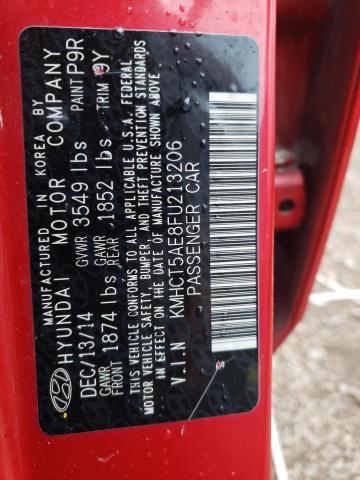 MANUFACTURED BY IN KOREA BY
HYUNDAI MOTOR COMPANY
DEC/13/14 GVWR 3549 lbs PAINT P9R
GAWR FRONT 1874 lbs GAWR REAR 1852 lbs TRIM
THIS VEHICLE CONFORMS TO ALL APPLICABLE U.S.A. FEDERAL
MOTOR VEHICLE SAFETY, BUMPER, AND THEFT PREVENTION STANDARDS
IN EFFECT ON THE DATE OF MANUFACTURE SHOWN ABOVE
V.I.N KMHCT5AE8FU213206
PASSENGER CAR